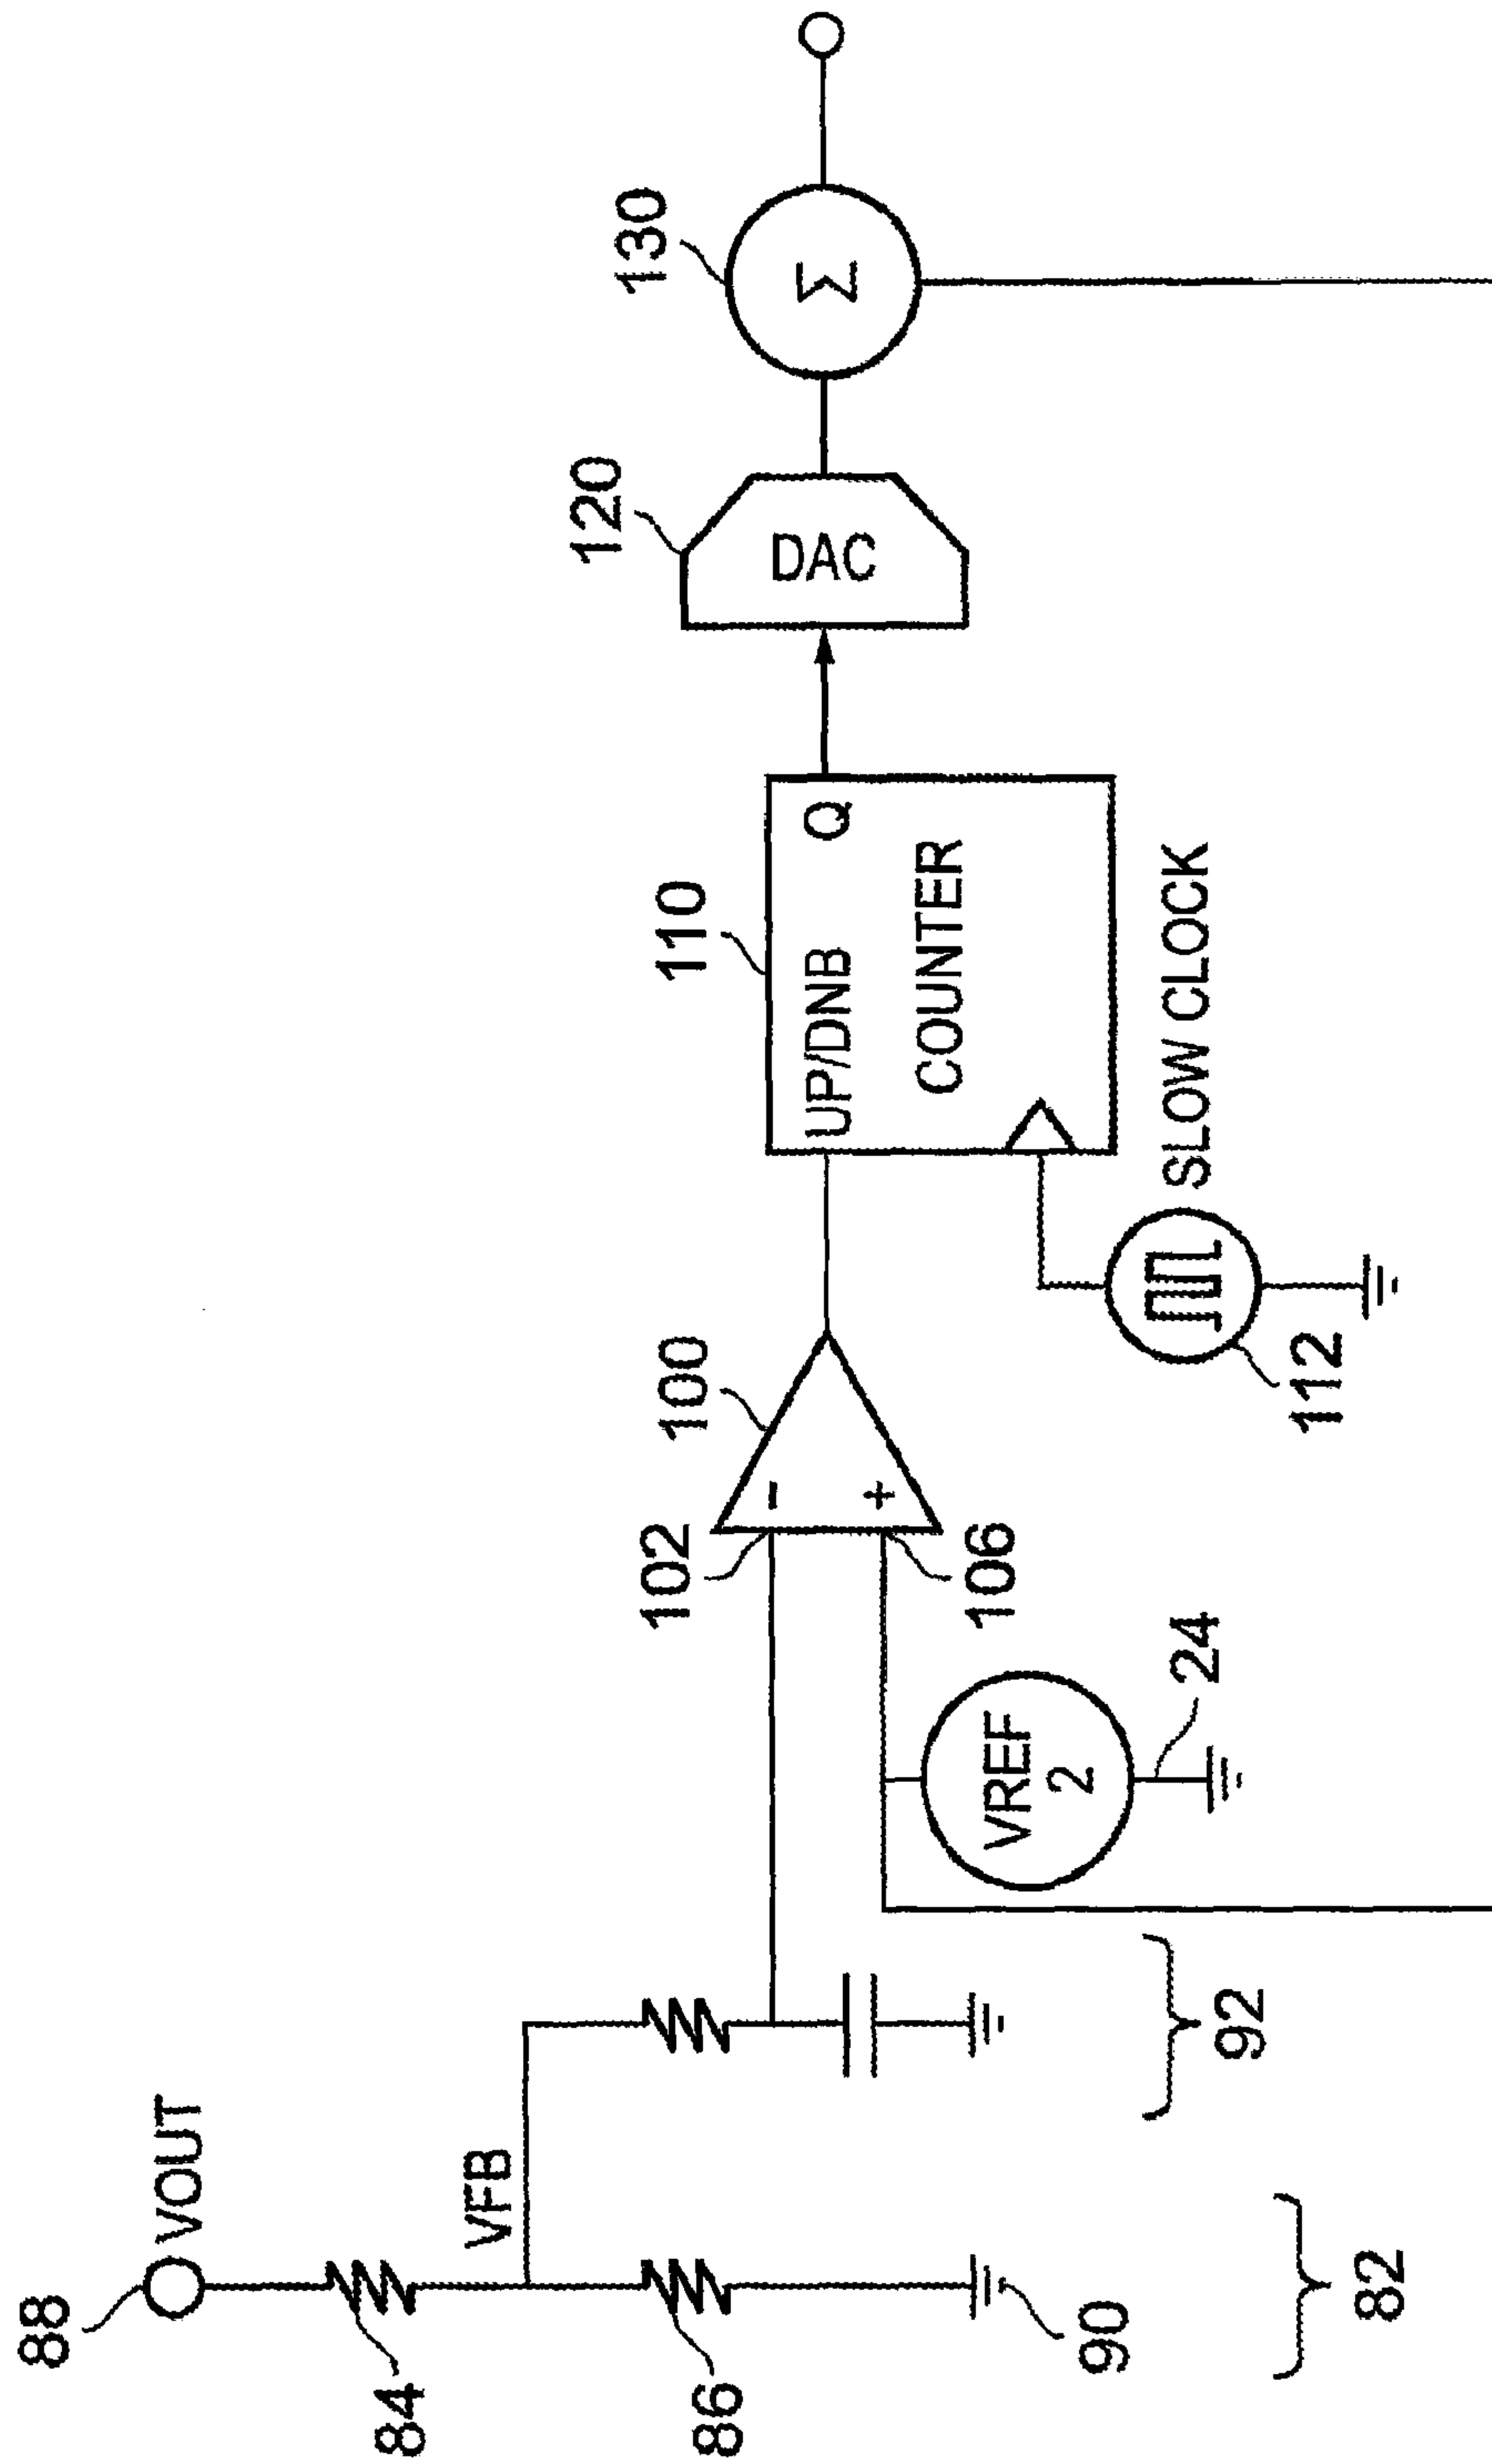 88
VOUT
84
VFB
86
90
82
92
102
106
100
-
+
VREF
2
24
110
UP/DNB
Q
COUNTER
SLOW CLOCK
112
120
DAC
130
Σ